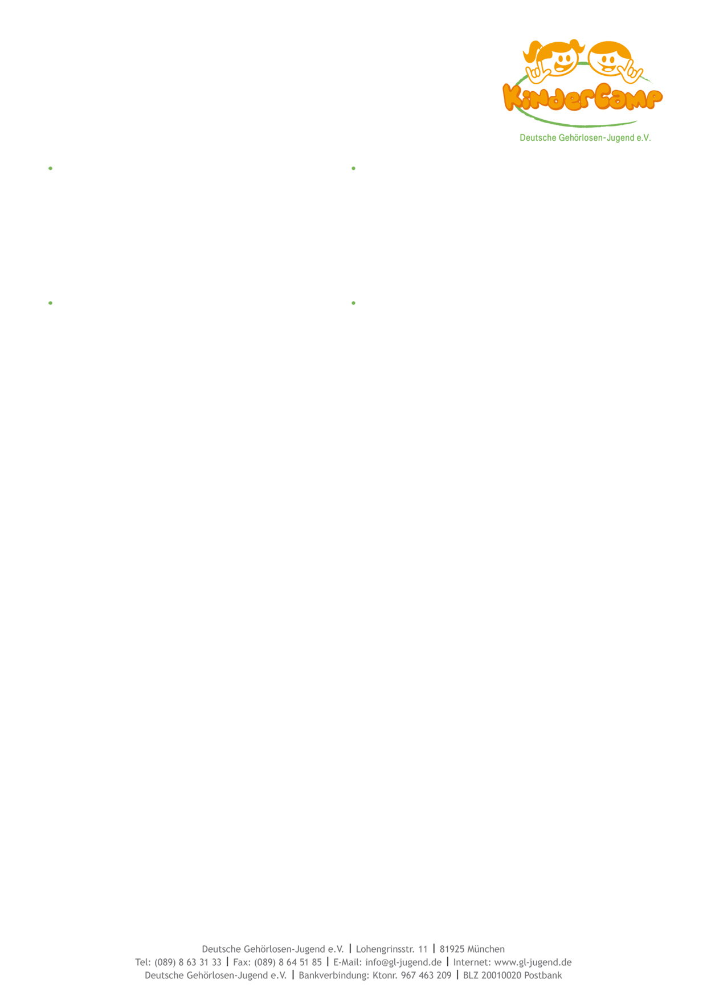 KinderCamp
Deutsche Gehörlosen-Jugend e.V.
Deutsche Gehörlosen-Jugend e.V. | Lohengrinsstr. 11 | 81925 München
Tel: (089) 8 63 31 33 | Fax: (089) 8 64 51 85 | E-Mail: info@gl-jugend.de | Internet: www.gl-jugend.de
Deutsche Gehörlosen-Jugend e.V. | Bankverbindung: Ktonr. 967 463 209 | BLZ 20010020 Postbank